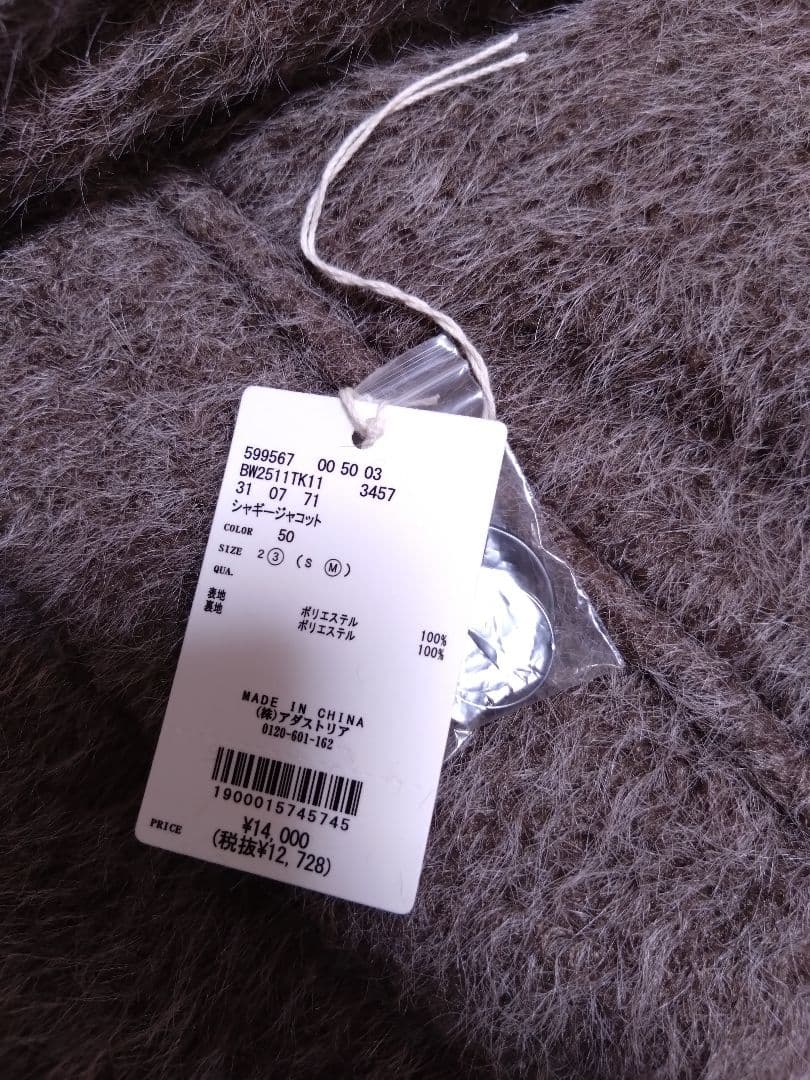 599567 00 50 03
BW2511TK11 3457
31 07 71
シャギージャコット
COLOR 50
SIZE 2 ③ ( S Ⓜ )
QUA.
表地 ポリエステル 100%
裏地 ポリエステル 100%
MADE IN CHINA
(株)アダストリア
0120-601-162
1900015745745
PRICE ¥14,000
(税抜¥12,728)